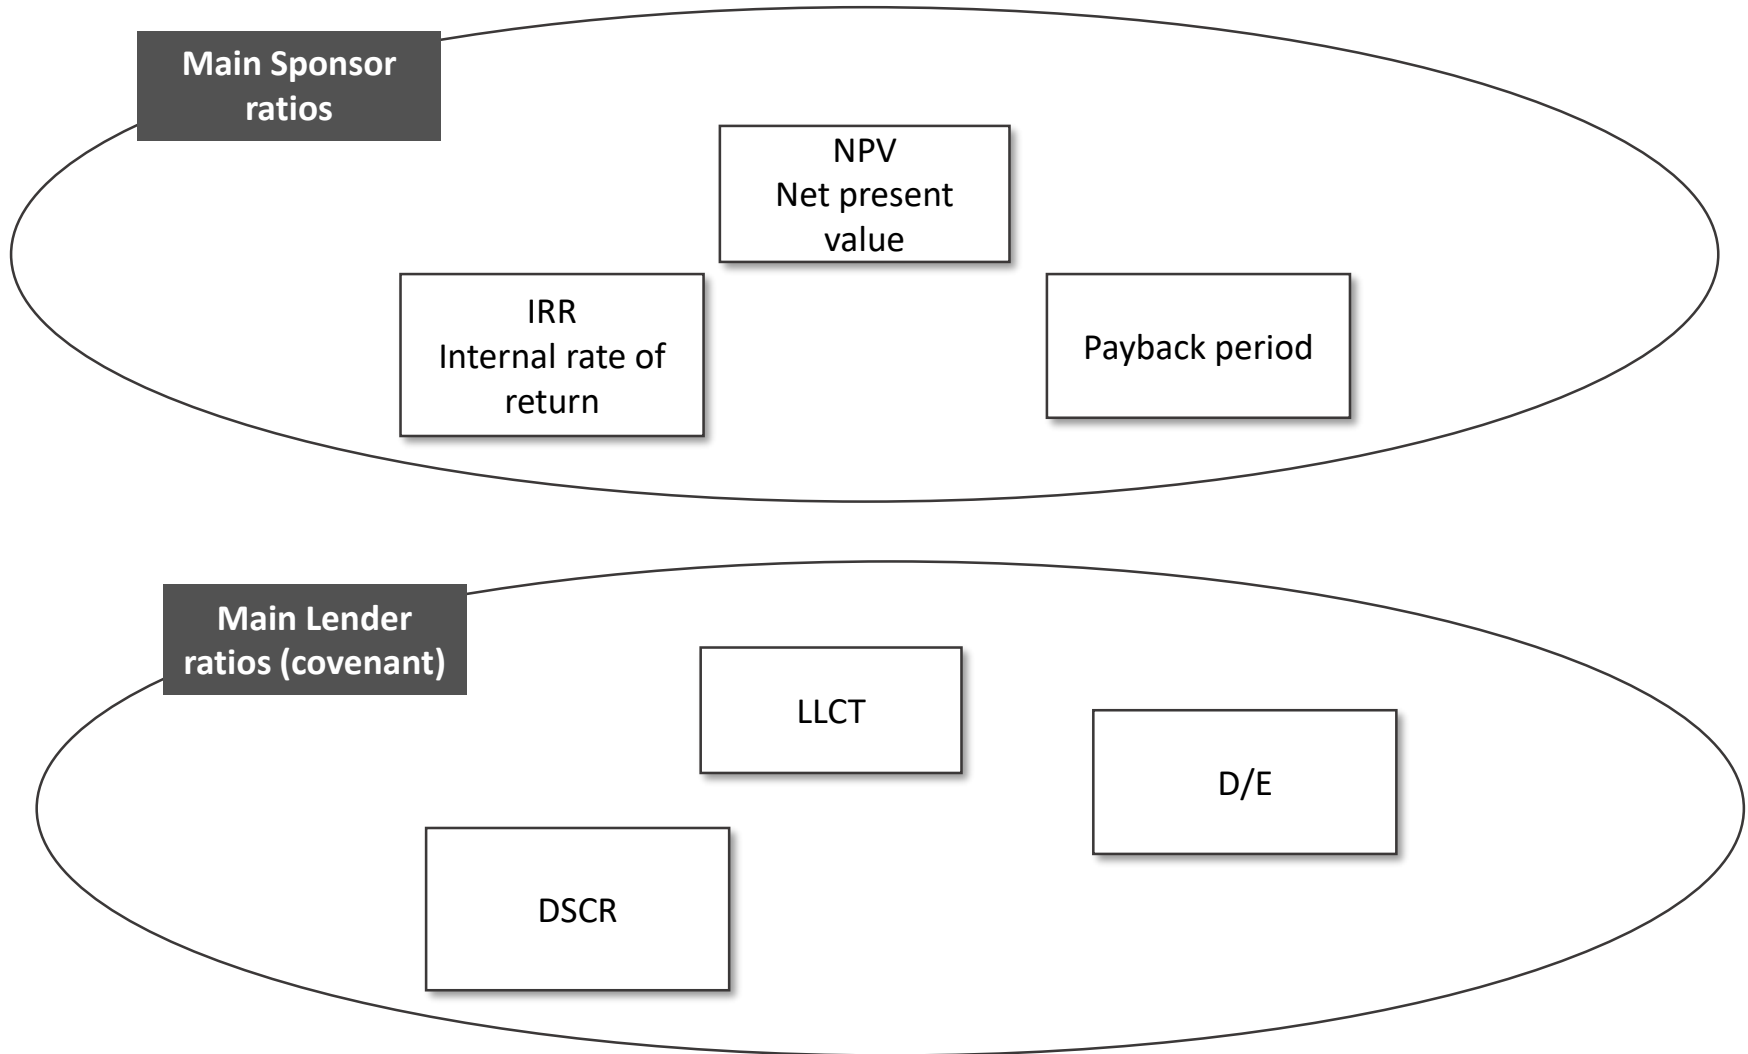 Main Sponsor
ratios
NPV
Net present
value
IRR
Internal rate of
return
Payback period
Main Lender
ratios (covenant)
LLCT
D/E
DSCR